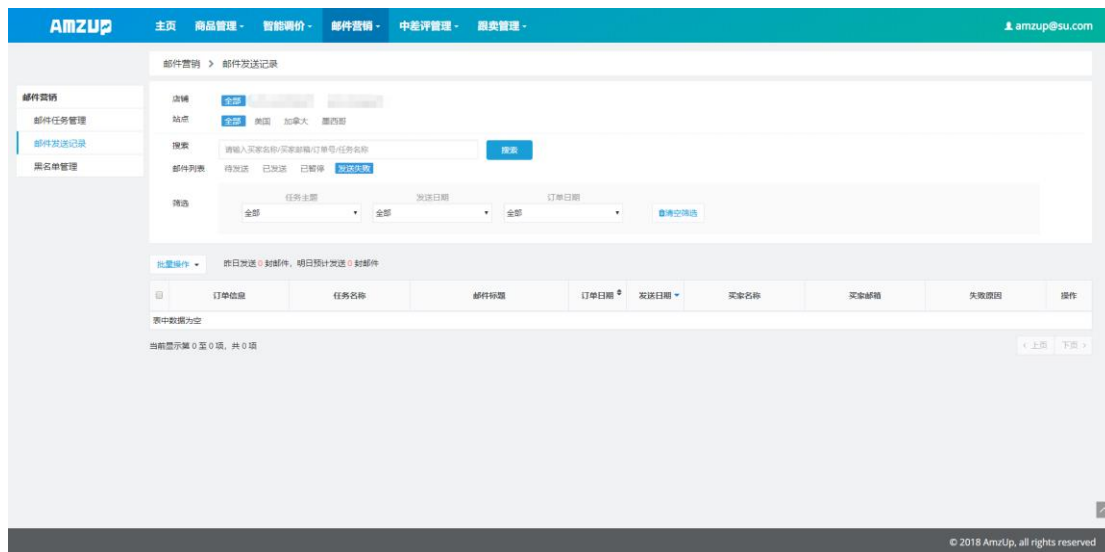 AMZUP 主页 商品管理 智能调价 邮件营销 中差评管理 跟卖管理 amzup@su.com
邮件营销 > 邮件发送记录
邮件营销
邮件任务管理
邮件发送记录
黑名单管理
店铺 全部
站点 全部 美国 加拿大 墨西哥
搜索 请输入买家名称/买家邮箱/订单号/任务名称 搜索
邮件列表 待发送 已发送 已暂停 发送失败
任务主题 发送日期 订单日期
筛选 全部 全部 全部 清空筛选
批量操作 昨日发送 0 封邮件，明日预计发送 0 封邮件
订单信息 任务名称 邮件标题 订单日期 发送日期 买家名称 买家邮箱 失败原因 操作
表中数据为空
当前显示第 0 至 0 项，共 0 项 上页 下页
© 2018 AmzUp, all rights reserved